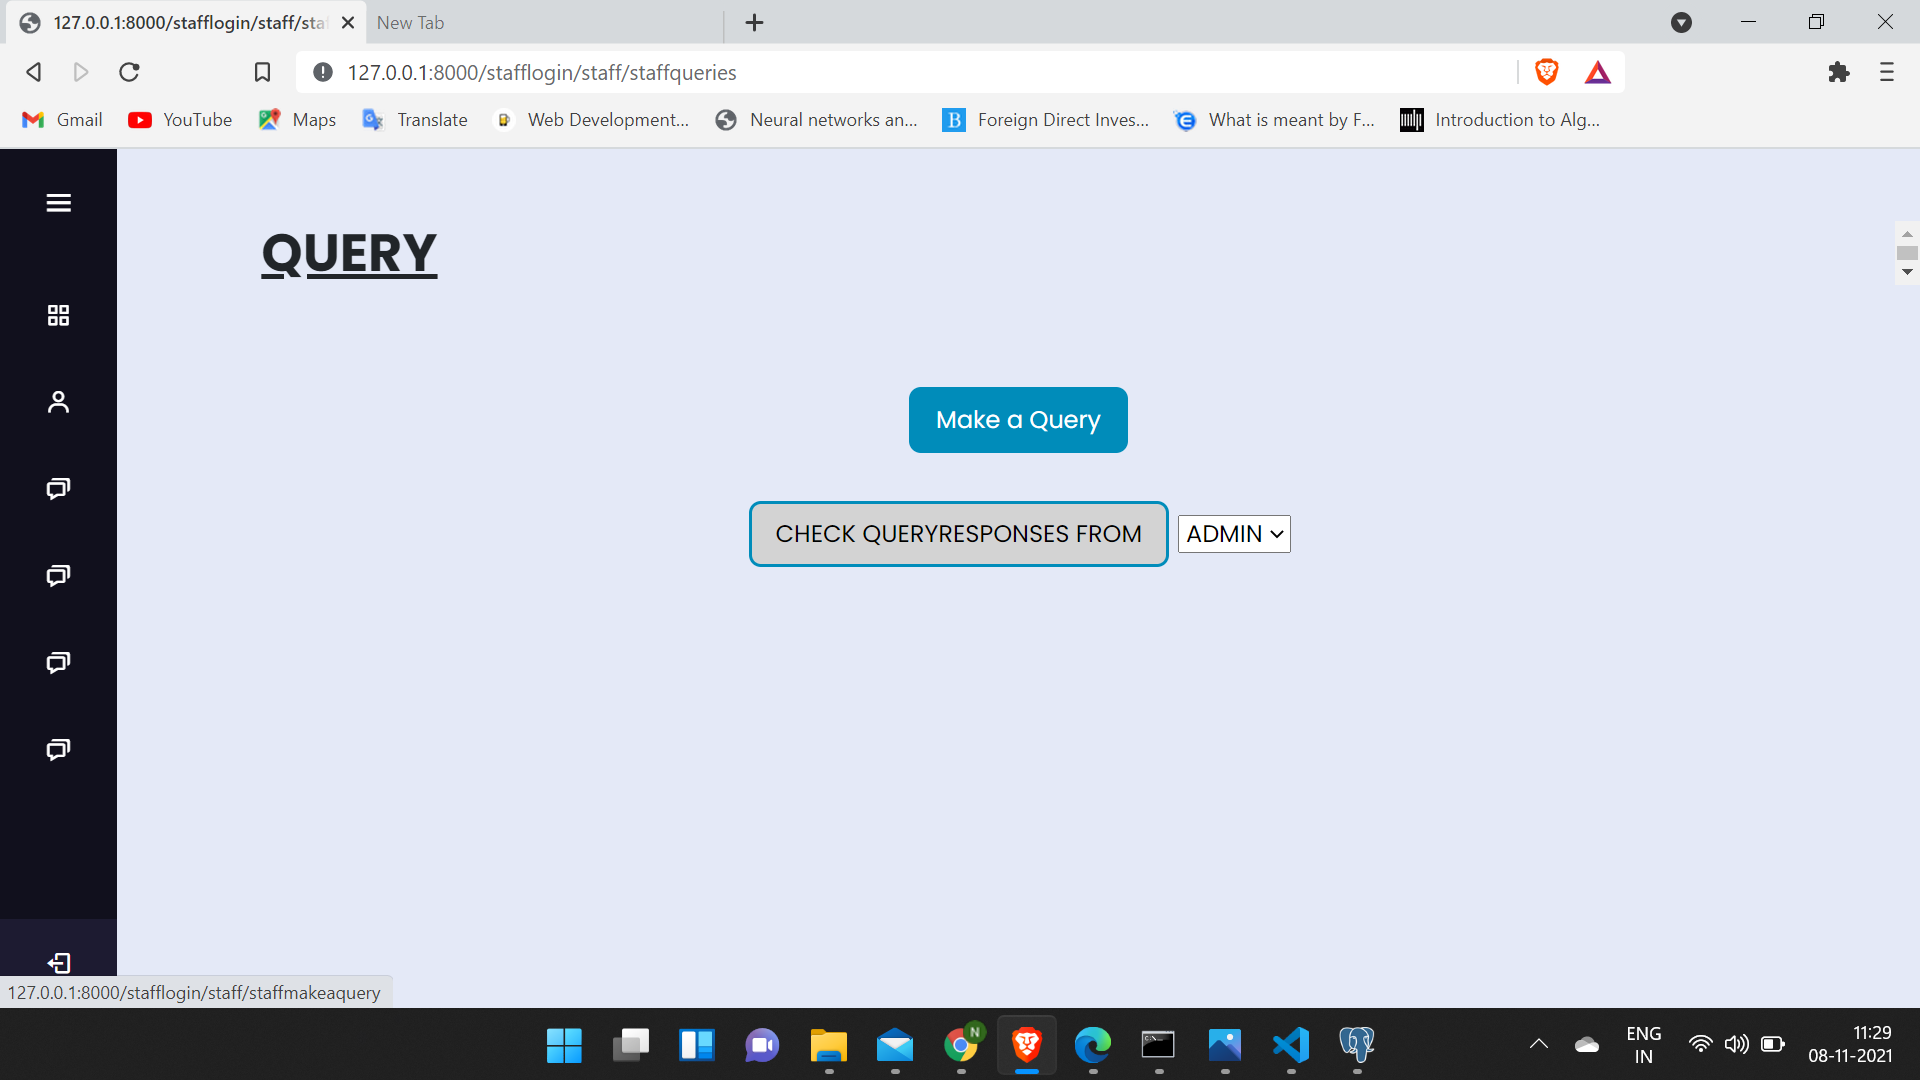 127.0.0.1:8000/stafflogin/staff/sta
New Tab
127.0.0.1:8000/stafflogin/staff/staffqueries
Gmail
YouTube
Maps
Translate
Web Development...
Neural networks an...
B
Foreign Direct Inves...
What is meant by F...
Introduction to Alg...
QUERY
Make a Query
CHECK QUERYRESPONSES FROM
ADMIN
127.0.0.1:8000/stafflogin/staff/staffmakeaquery
N
ENG
IN
11:29
08-11-2021